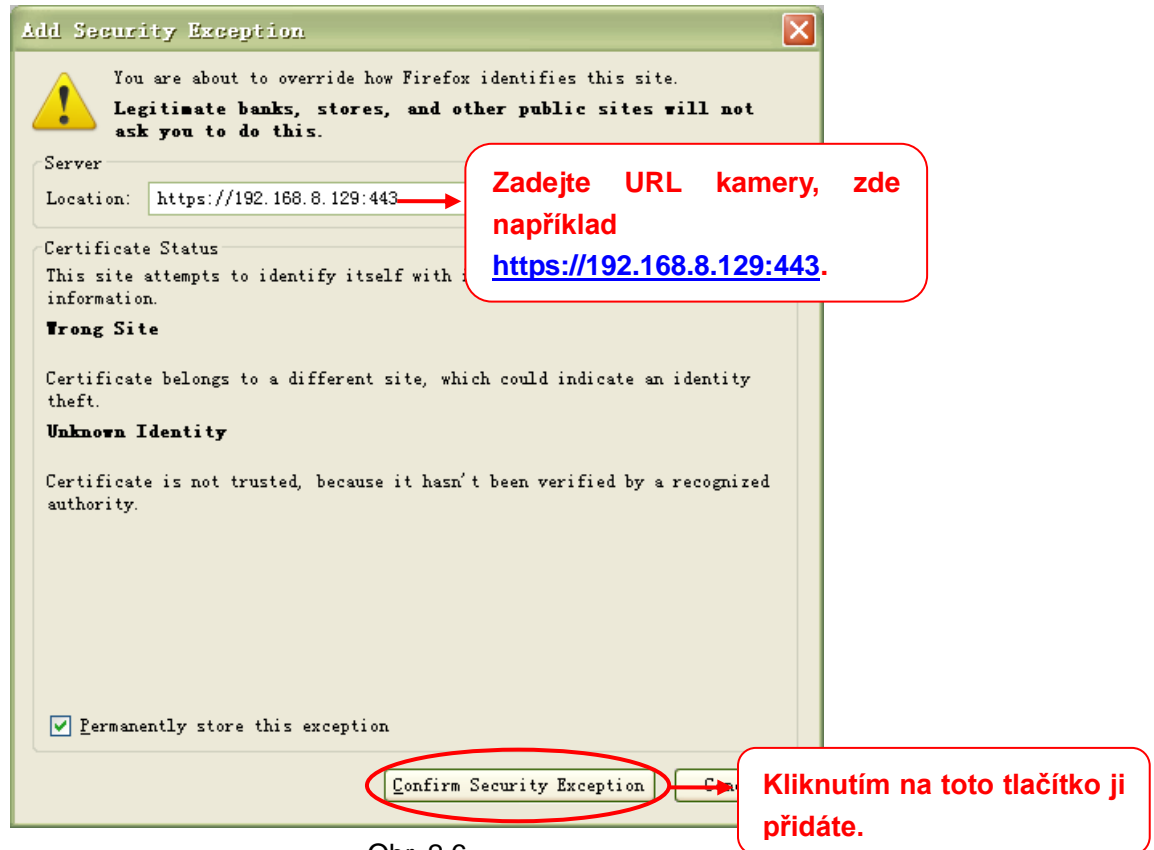 Add Security Exception
You are about to override how Firefox identifies this site.
Legitimate banks, stores, and other public sites will not
ask you to do this.
Server
Location: https://192.168.8.129:443
Zadejte URL kamery, zde
například
https://192.168.8.129:443.
Certificate Status
This site attempts to identify itself with
information.
Wrong Site
Certificate belongs to a different site, which could indicate an identity
theft.
Unknown Identity
Certificate is not trusted, because it hasn't been verified by a recognized
authority.
Permanently store this exception
Confirm Security Exception
Kliknutím na toto tlačítko ji
přidáte.